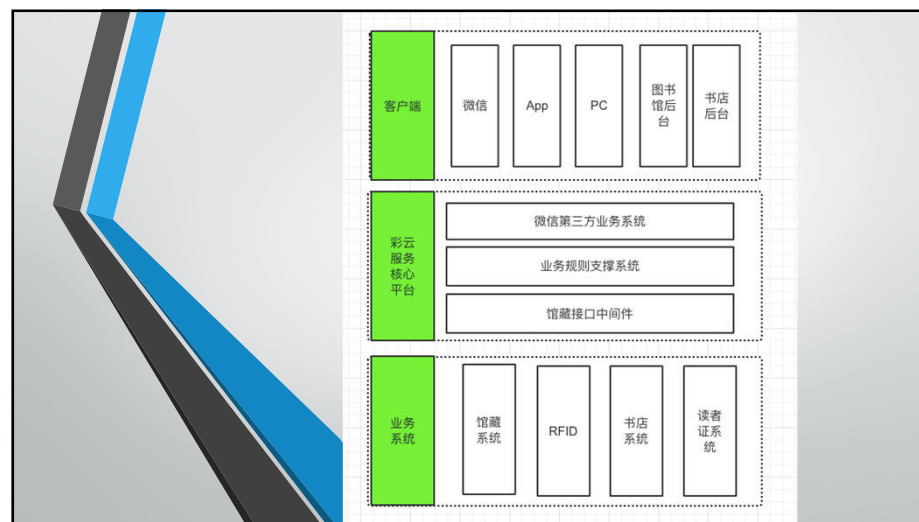 客户端
微信
App
PC
图书
馆后
台
书店
后台
彩云
服务
核心
平台
微信第三方业务系统
业务规则支撑系统
馆藏接口中间件
业务
系统
馆藏
系统
RFID
书店
系统
读者
证系
统